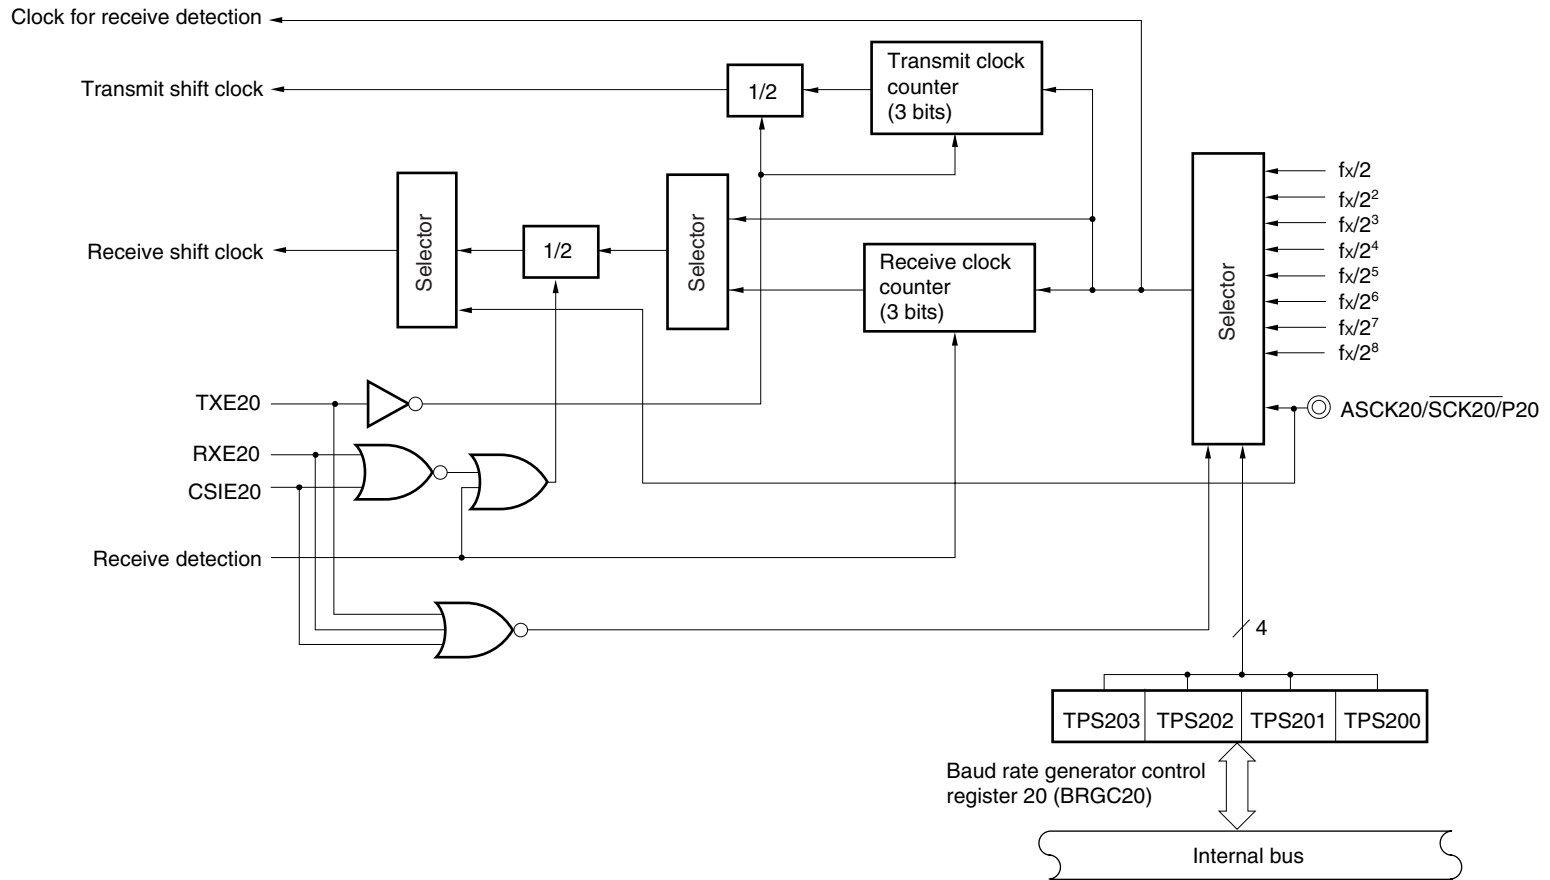 Clock for receive detection
Transmit shift clock
1/2
Transmit clock
counter
(3 bits)
Receive shift clock
Selector
1/2
Selector
Receive clock
counter
(3 bits)
Selector
fx/2
fx/2²
fx/2³
fx/2⁴
fx/2⁵
fx/2⁶
fx/2⁷
fx/2⁸
ASCK20/S̅C̅K̅2̅0̅/P20
TXE20
RXE20
CSIE20
Receive detection
4
TPS203 TPS202 TPS201 TPS200
Baud rate generator control
register 20 (BRGC20)
Internal bus